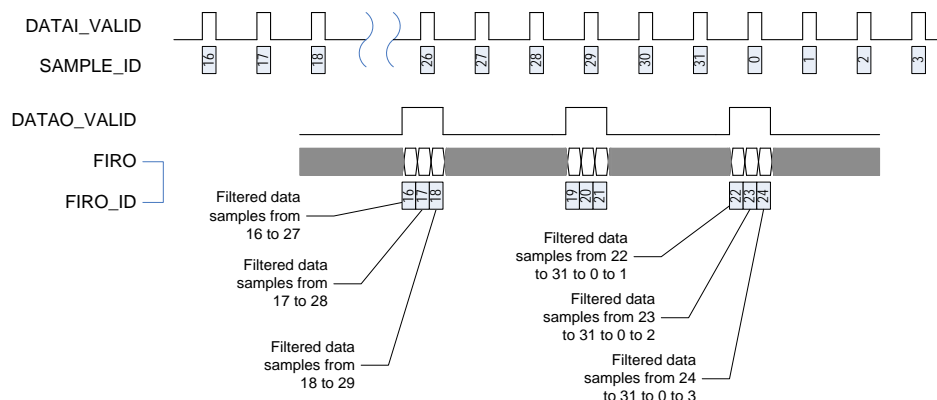 DATAI_VALID
SAMPLE_ID
16
17
18
26
27
28
29
30
31
0
1
2
3
DATAO_VALID
FIRO
FIRO_ID
16
17
18
19
20
21
22
23
24
Filtered data
samples from
16 to 27
Filtered data
samples from
17 to 28
Filtered data
samples from
18 to 29
Filtered data
samples from 22
to 31 to 0 to 1
Filtered data
samples from 23
to 31 to 0 to 2
Filtered data
samples from 24
to 31 to 0 to 3